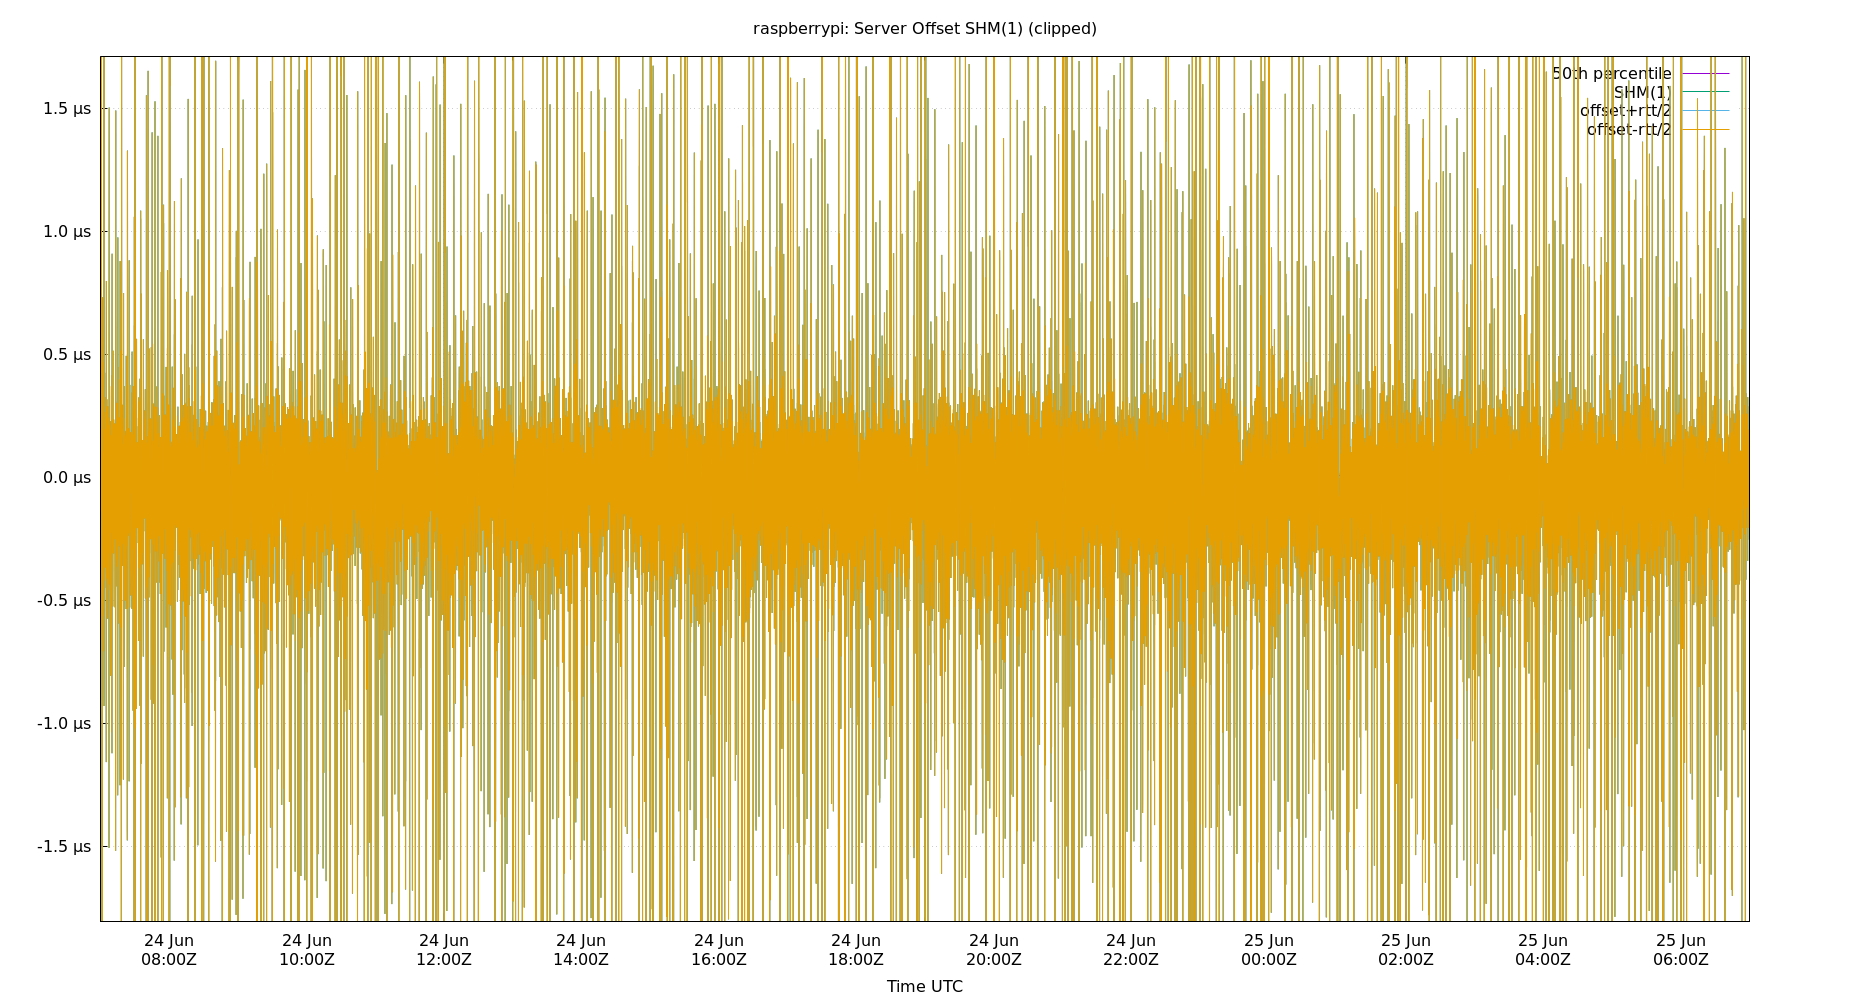 raspberrypi: Server Offset SHM(1) (clipped)
50th percentile
SHM(1)
offset+rtt/2
offset-rtt/2
1.5 µs
1.0 µs
0.5 µs
0.0 µs
-0.5 µs
-1.0 µs
-1.5 µs
24 Jun 24 Jun 24 Jun 24 Jun 24 Jun 24 Jun 24 Jun 24 Jun 25 Jun 25 Jun 25 Jun 25 Jun
08:00Z 10:00Z 12:00Z 14:00Z 16:00Z 18:00Z 20:00Z 22:00Z 00:00Z 02:00Z 04:00Z 06:00Z
Time UTC